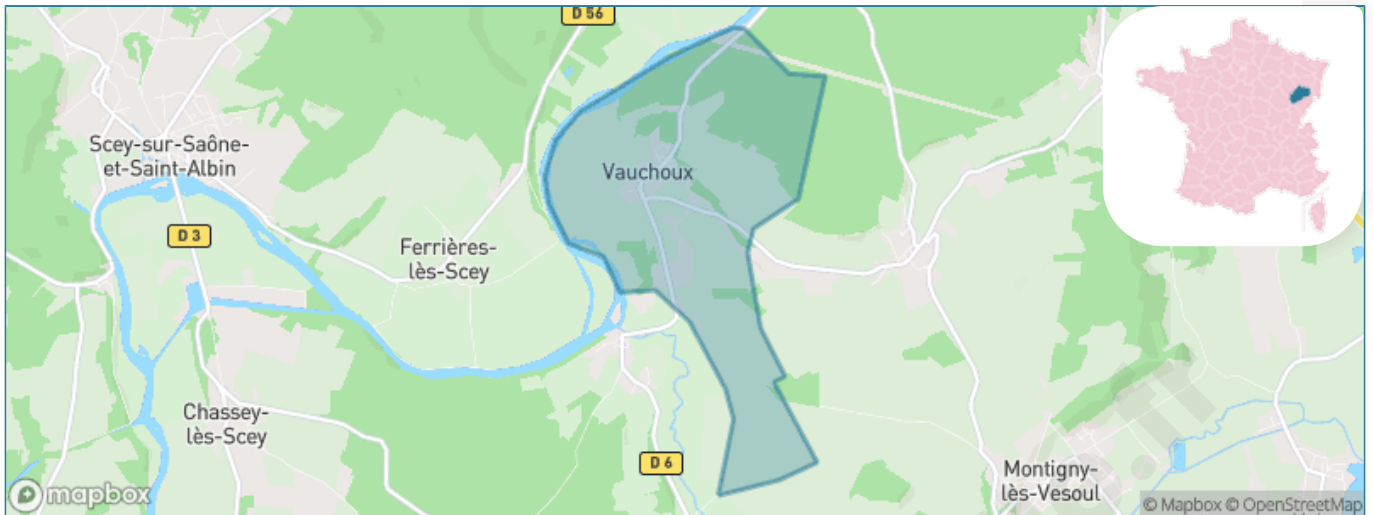 D 56
Scey-sur-Saône-
et-Saint-Albin
Vauchoux
D 3
Ferrières-
lès-Scey
Chassey-
lès-Scey
D 6
Montigny-
lès-Vesoul
mapbox
© Mapbox © OpenStreetMap